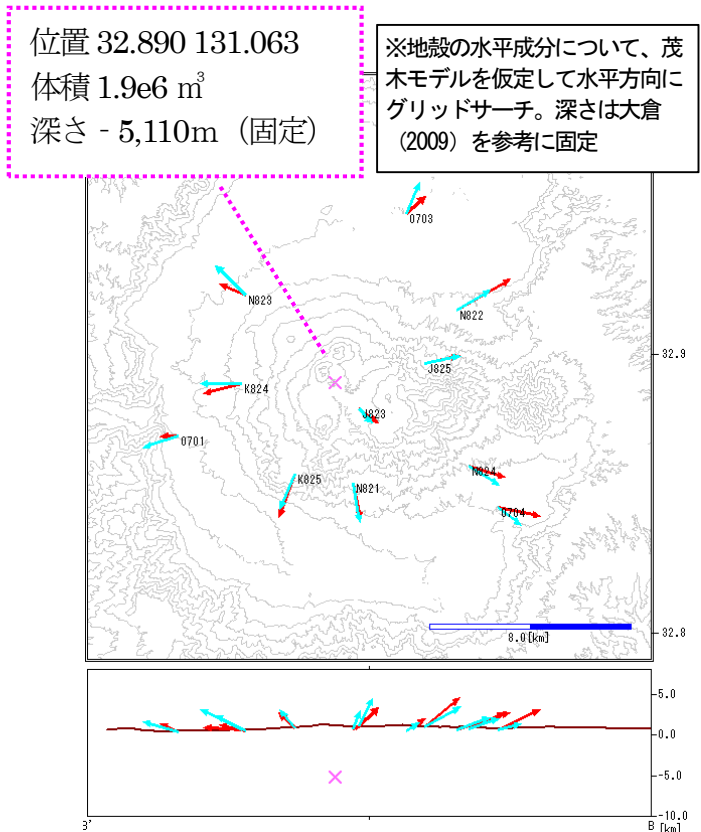 位置 32.890 131.063
体積 1.9e6 ㎥
深さ - 5,110m（固定）
※地殻の水平成分について、茂
木モデルを仮定して水平方向に
グリッドサーチ。深さは大倉
（2009）を参考に固定
0703
N823
N822
32.9
J825
K824
J823
0701
K825
N821
N824
0704
8.0[km]
32.8
5.0
0.0
-5.0
-10.0
B'
B
[km]